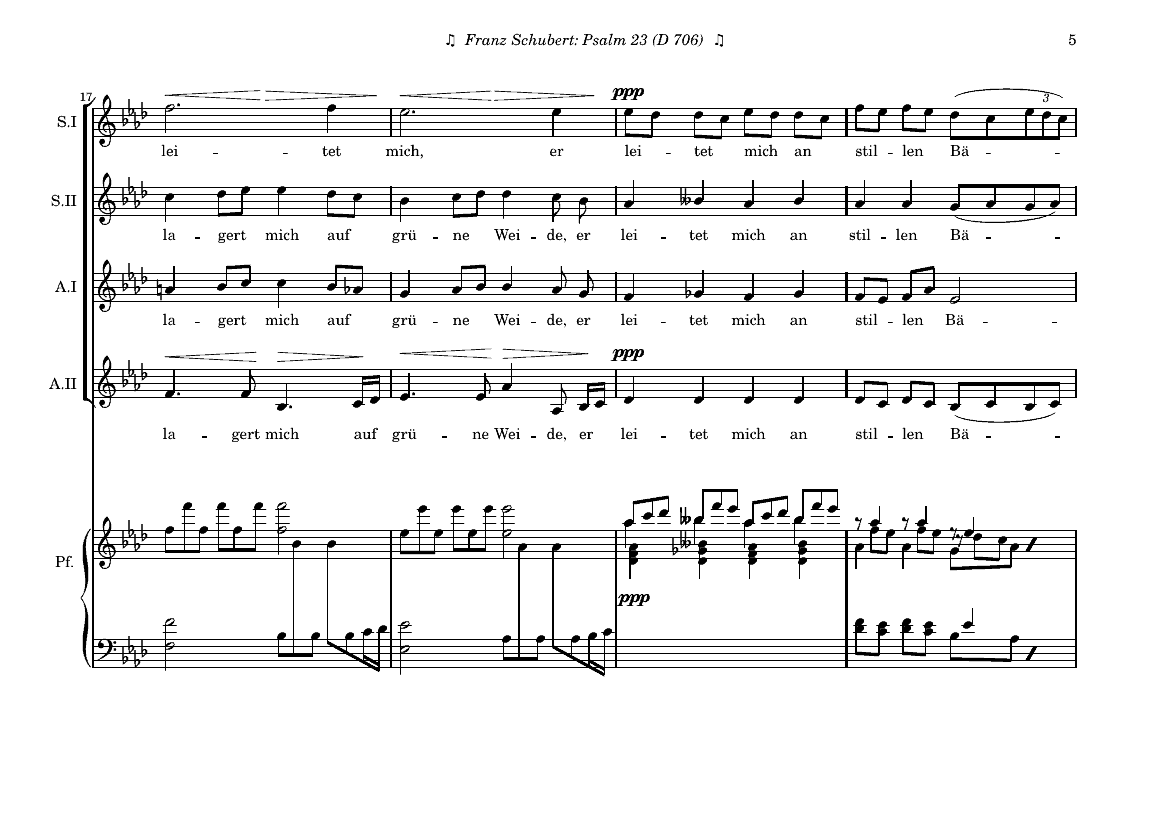 ♫ Franz Schubert: Psalm 23 (D 706) ♫ 5
17
ppp
3
S.I
lei - - tet mich, er lei - tet mich an stil - len Bä - -
S.II
la - gert mich auf grü - ne Wei - de, er lei - tet mich an stil - len Bä - -
A.I
la - gert mich auf grü - ne Wei - de, er lei - tet mich an stil - len Bä - -
ppp
A.II
la - gert mich auf grü - ne Wei - de, er lei - tet mich an stil - len Bä - -
Pf.
ppp